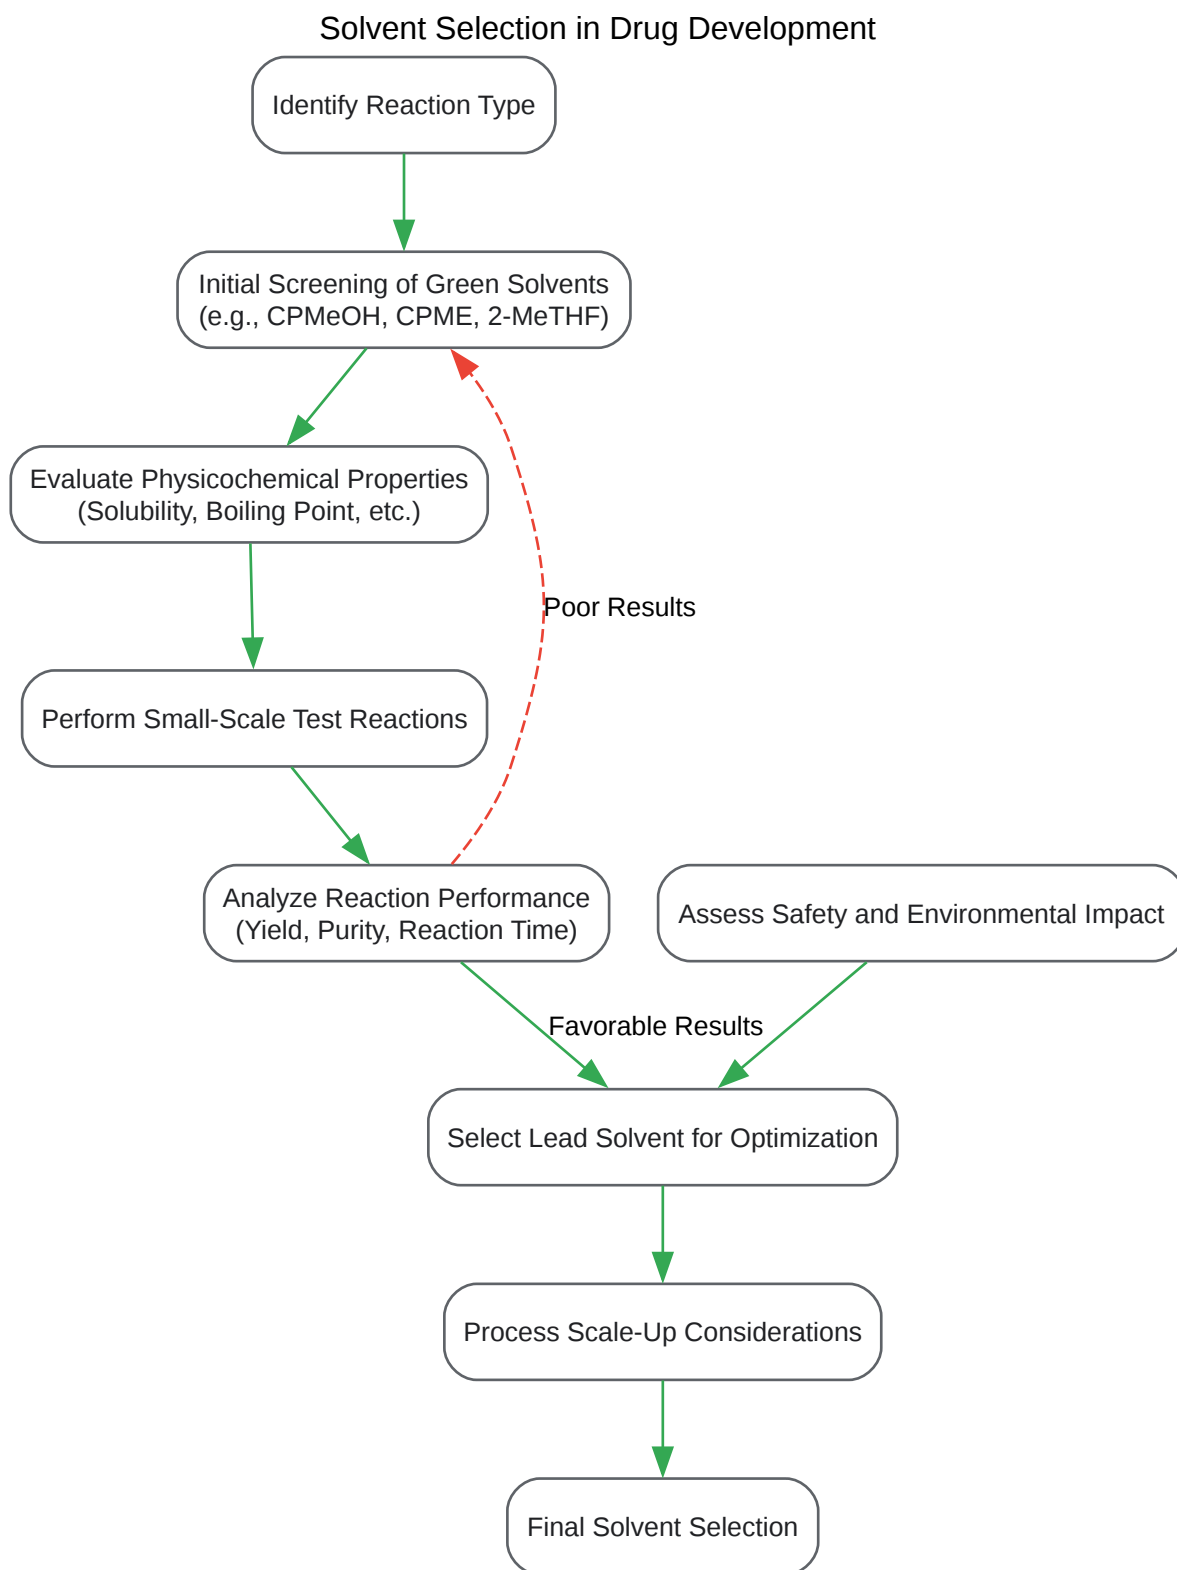 Solvent Selection in Drug Development
Identify Reaction Type
Initial Screening of Green Solvents
(e.g., CPMeOH, CPME, 2-MeTHF)
Evaluate Physicochemical Properties
(Solubility, Boiling Point, etc.)
Poor Results
Perform Small-Scale Test Reactions
Analyze Reaction Performance
(Yield, Purity, Reaction Time)
Assess Safety and Environmental Impact
Favorable Results
Select Lead Solvent for Optimization
Process Scale-Up Considerations
Final Solvent Selection